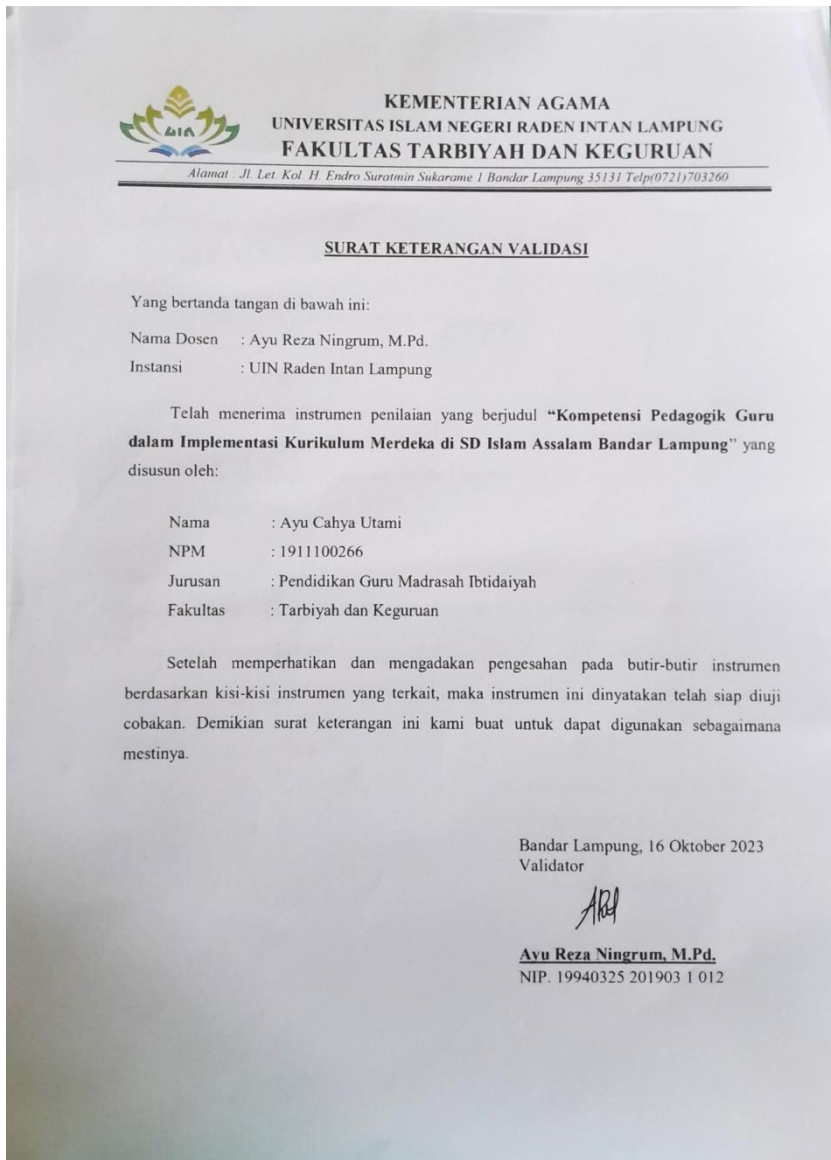 UIN
KEMENTERIAN AGAMA
UNIVERSITAS ISLAM NEGERI RADEN INTAN LAMPUNG
FAKULTAS TARBIYAH DAN KEGURUAN
Alamat : Jl. Let. Kol. H. Endro Suratmin Sukarame 1 Bandar Lampung 35131 Telp(0721)703260
SURAT KETERANGAN VALIDASI
Yang bertanda tangan di bawah ini:
Nama Dosen : Ayu Reza Ningrum, M.Pd.
Instansi : UIN Raden Intan Lampung
Telah menerima instrumen penilaian yang berjudul “Kompetensi Pedagogik Guru
dalam Implementasi Kurikulum Merdeka di SD Islam Assalam Bandar Lampung” yang
disusun oleh:
Nama : Ayu Cahya Utami
NPM : 1911100266
Jurusan : Pendidikan Guru Madrasah Ibtidaiyah
Fakultas : Tarbiyah dan Keguruan
Setelah memperhatikan dan mengadakan pengesahan pada butir-butir instrumen
berdasarkan kisi-kisi instrumen yang terkait, maka instrumen ini dinyatakan telah siap diuji
cobakan. Demikian surat keterangan ini kami buat untuk dapat digunakan sebagaimana
mestinya.
Bandar Lampung, 16 Oktober 2023
Validator
Ayu Reza Ningrum, M.Pd.
NIP. 19940325 201903 1 012